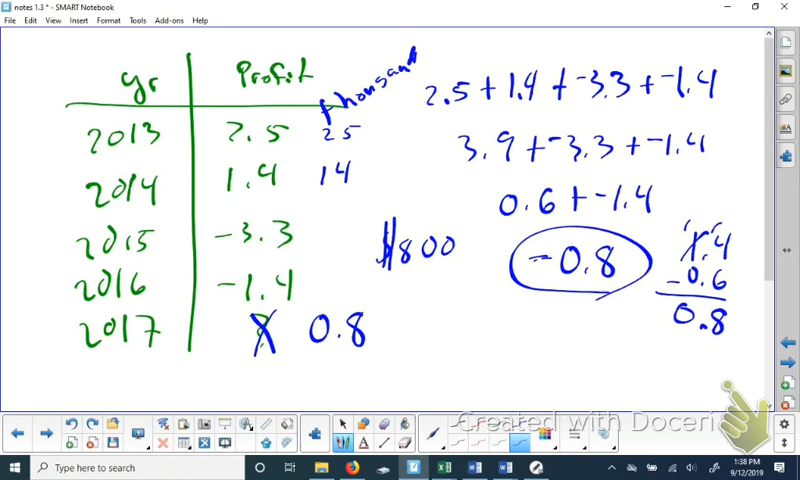 notes 1.3 * - SMART Notebook
File Edit View Insert Format Tools Add-ons Help
yr Profit
thousand
2013 2.5 25
2014 1.4 14
2015 -3.3
2016 -1.4
2017 0.8
$800
2.5 + 1.4 + -3.3 + -1.4
3.9 + -3.3 + -1.4
0.6 + -1.4
-0.8
1.4
-0.6
0.8
Created with Doceri
Type here to search
1:38 PM
9/12/2019